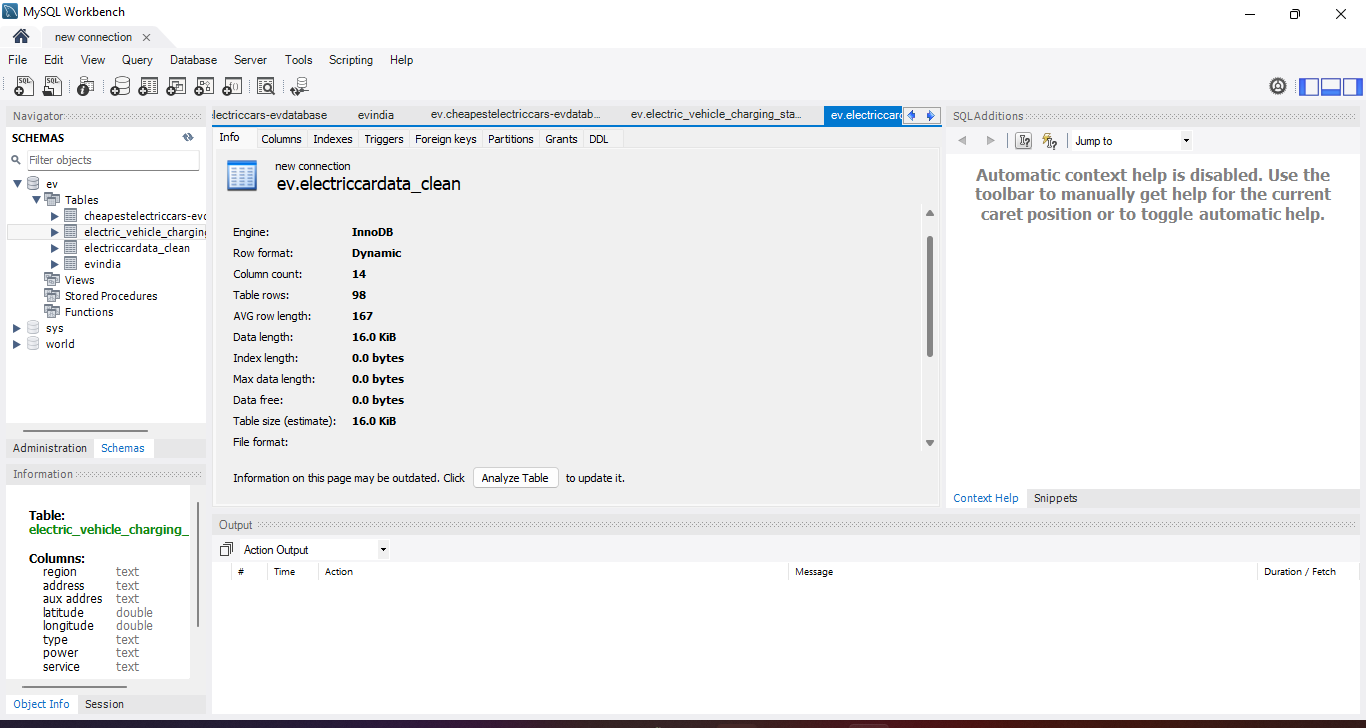 MySQL Workbench
new connection
File Edit View Query Database Server Tools Scripting Help
Navigator
SCHEMAS
Filter objects
ev
Tables
cheapestelectriccars-evd
electric_vehicle_charging
electriccardata_clean
evindia
Views
Stored Procedures
Functions
sys
world
Administration Schemas
Information
Table:
electric_vehicle_charging_
Columns:
region text
address text
aux addres text
latitude double
longitude double
type text
power text
service text
Object Info Session
lectriccars-evdatabase evindia ev.cheapestelectriccars-evdatab... ev.electric_vehicle_charging_sta... ev.electriccard
Info Columns Indexes Triggers Foreign keys Partitions Grants DDL
new connection
ev.electriccardata_clean
Engine: InnoDB
Row format: Dynamic
Column count: 14
Table rows: 98
AVG row length: 167
Data length: 16.0 KiB
Index length: 0.0 bytes
Max data length: 0.0 bytes
Data free: 0.0 bytes
Table size (estimate): 16.0 KiB
File format:
Information on this page may be outdated. Click Analyze Table to update it.
SQLAdditions
Jump to
Automatic context help is disabled. Use the
toolbar to manually get help for the current
caret position or to toggle automatic help.
Context Help Snippets
Output
Action Output
# Time Action Message Duration / Fetch